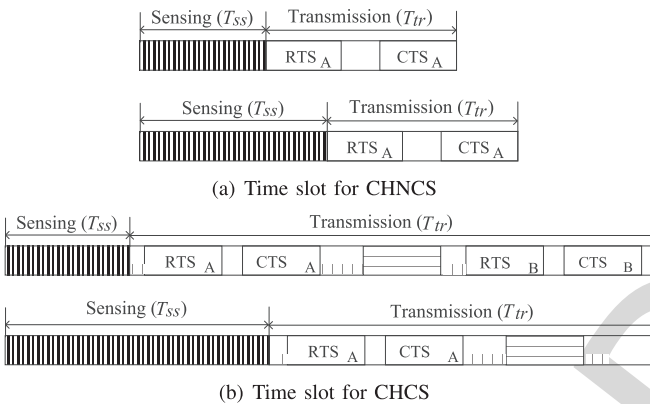 Sensing (Tss) Transmission (Ttr)
RTS A CTS A
Sensing (Tss) Transmission (Ttr)
RTS A CTS A
(a) Time slot for CHNCS
Sensing (Tss) Transmission (Ttr)
RTS A CTS A RTS B CTS B
Sensing (Tss) Transmission (Ttr)
RTS A CTS A
(b) Time slot for CHCS